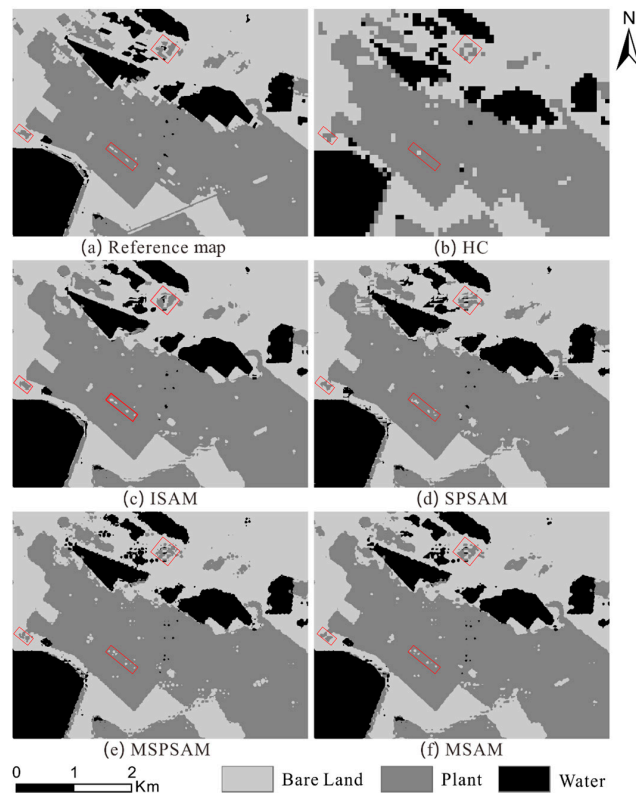 N
(a) Reference map
(b) HC
(c) ISAM
(d) SPSAM
(e) MSPSAM
(f) MSAM
0 1 2
Km
Bare Land
Plant
Water